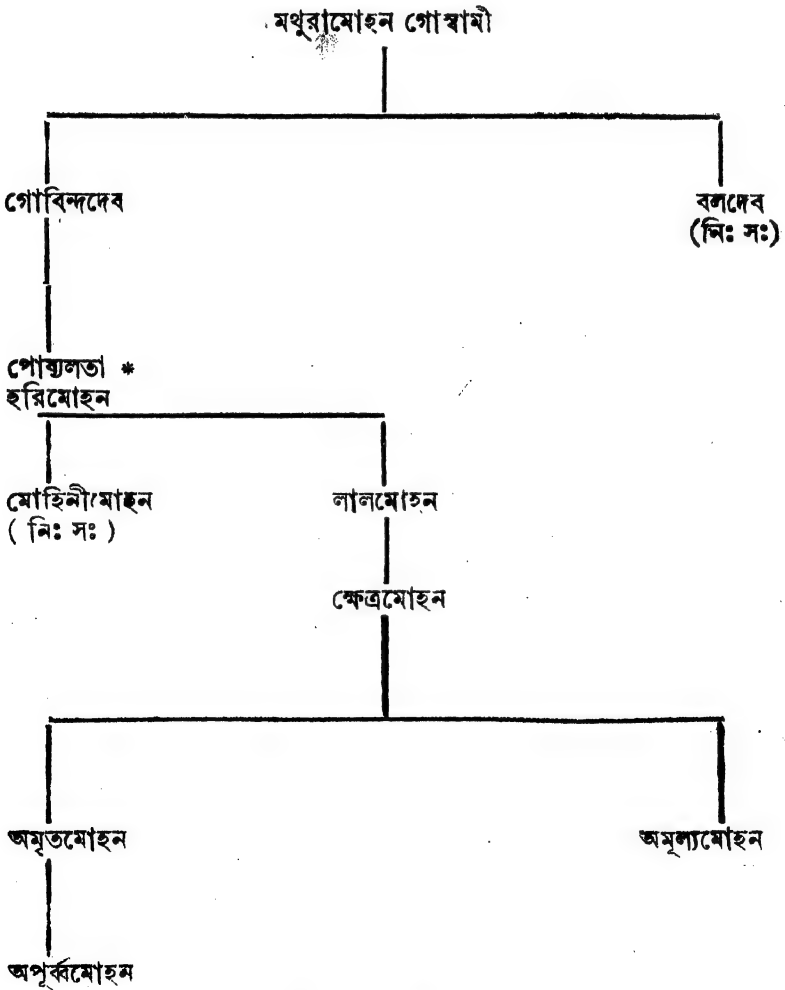 মথুরামোহন গোস্বামী
গোবিন্দদেব
বলদেব
(নিঃ সঃ)
পোষ্যলতা *
হরিমোহন
মোহিনীমোহন
( নিঃ সঃ )
লালমোহন
ক্ষেত্রমোহন
অমৃতমোহন
অমূল্যমোহন
অপূর্ব্বমোহন